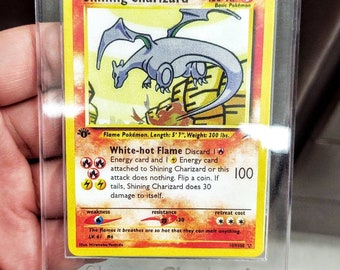 Shining Charizard
Basic Pokémon
Flame Pokémon. Length: 5' 7", Weight: 200 lbs.
White-hot Flame Discard 1
Energy card and 1 Energy card
attached to Shining Charizard or this
attack does nothing. Flip a coin. If
tails, Shining Charizard does 30
damage to itself.
100
weakness resistance retreat cost
-30
The flames it breathes are so hot that they can melt anything.
LV. 61 #6